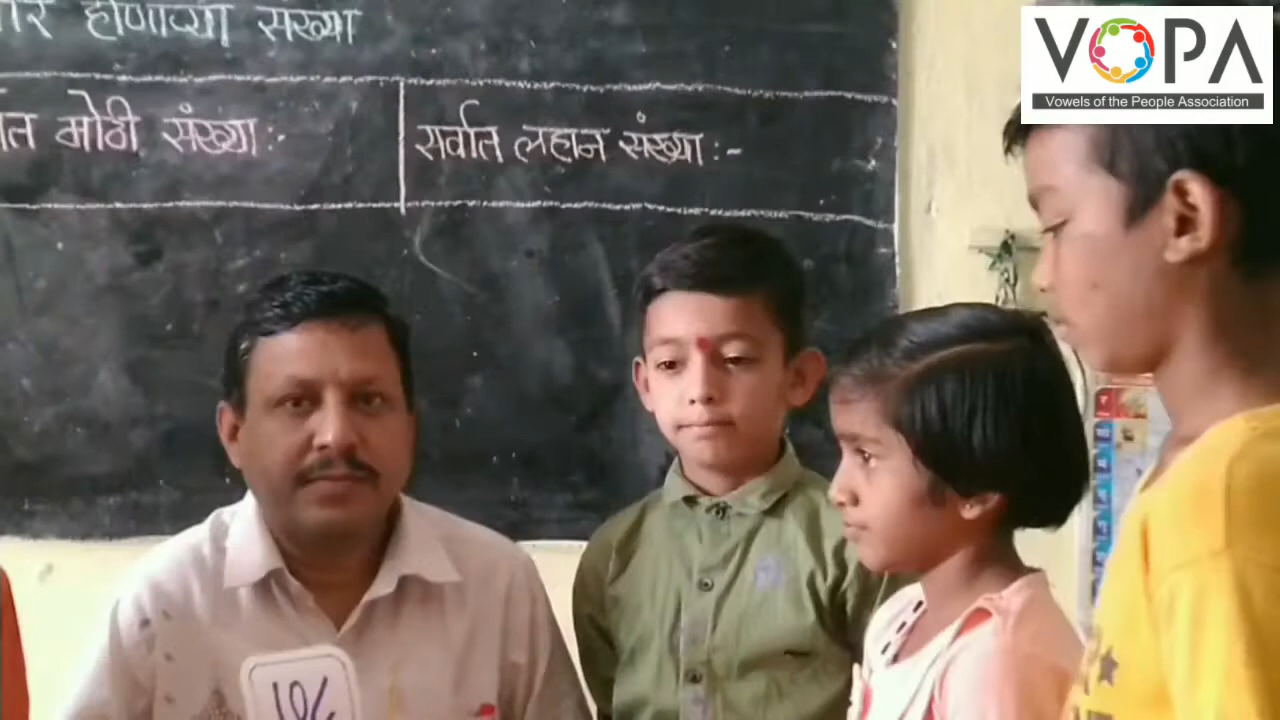 होणाऱ्या संख्या
मोठी संख्या :-
सर्वात लहान संख्या :-
VOPA
Vowels of the People Association